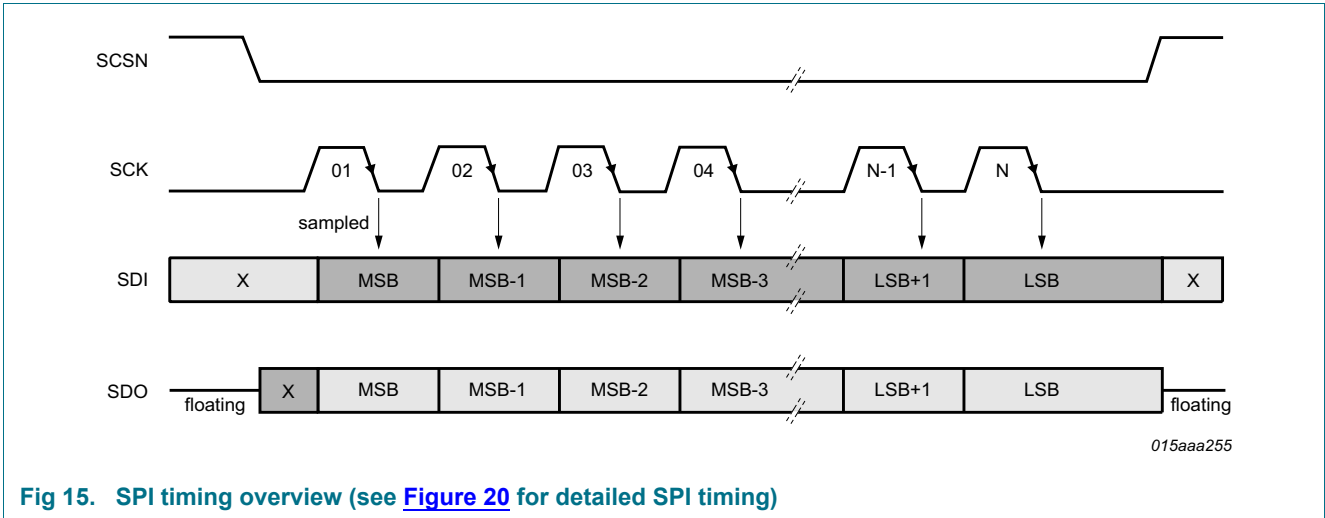 SCSN
SCK
01 02 03 04 N-1 N
sampled
SDI
X MSB MSB-1 MSB-2 MSB-3 LSB+1 LSB X
SDO
floating
X MSB MSB-1 MSB-2 MSB-3 LSB+1 LSB
floating
015aaa255
Fig 15. SPI timing overview (see Figure 20 for detailed SPI timing)